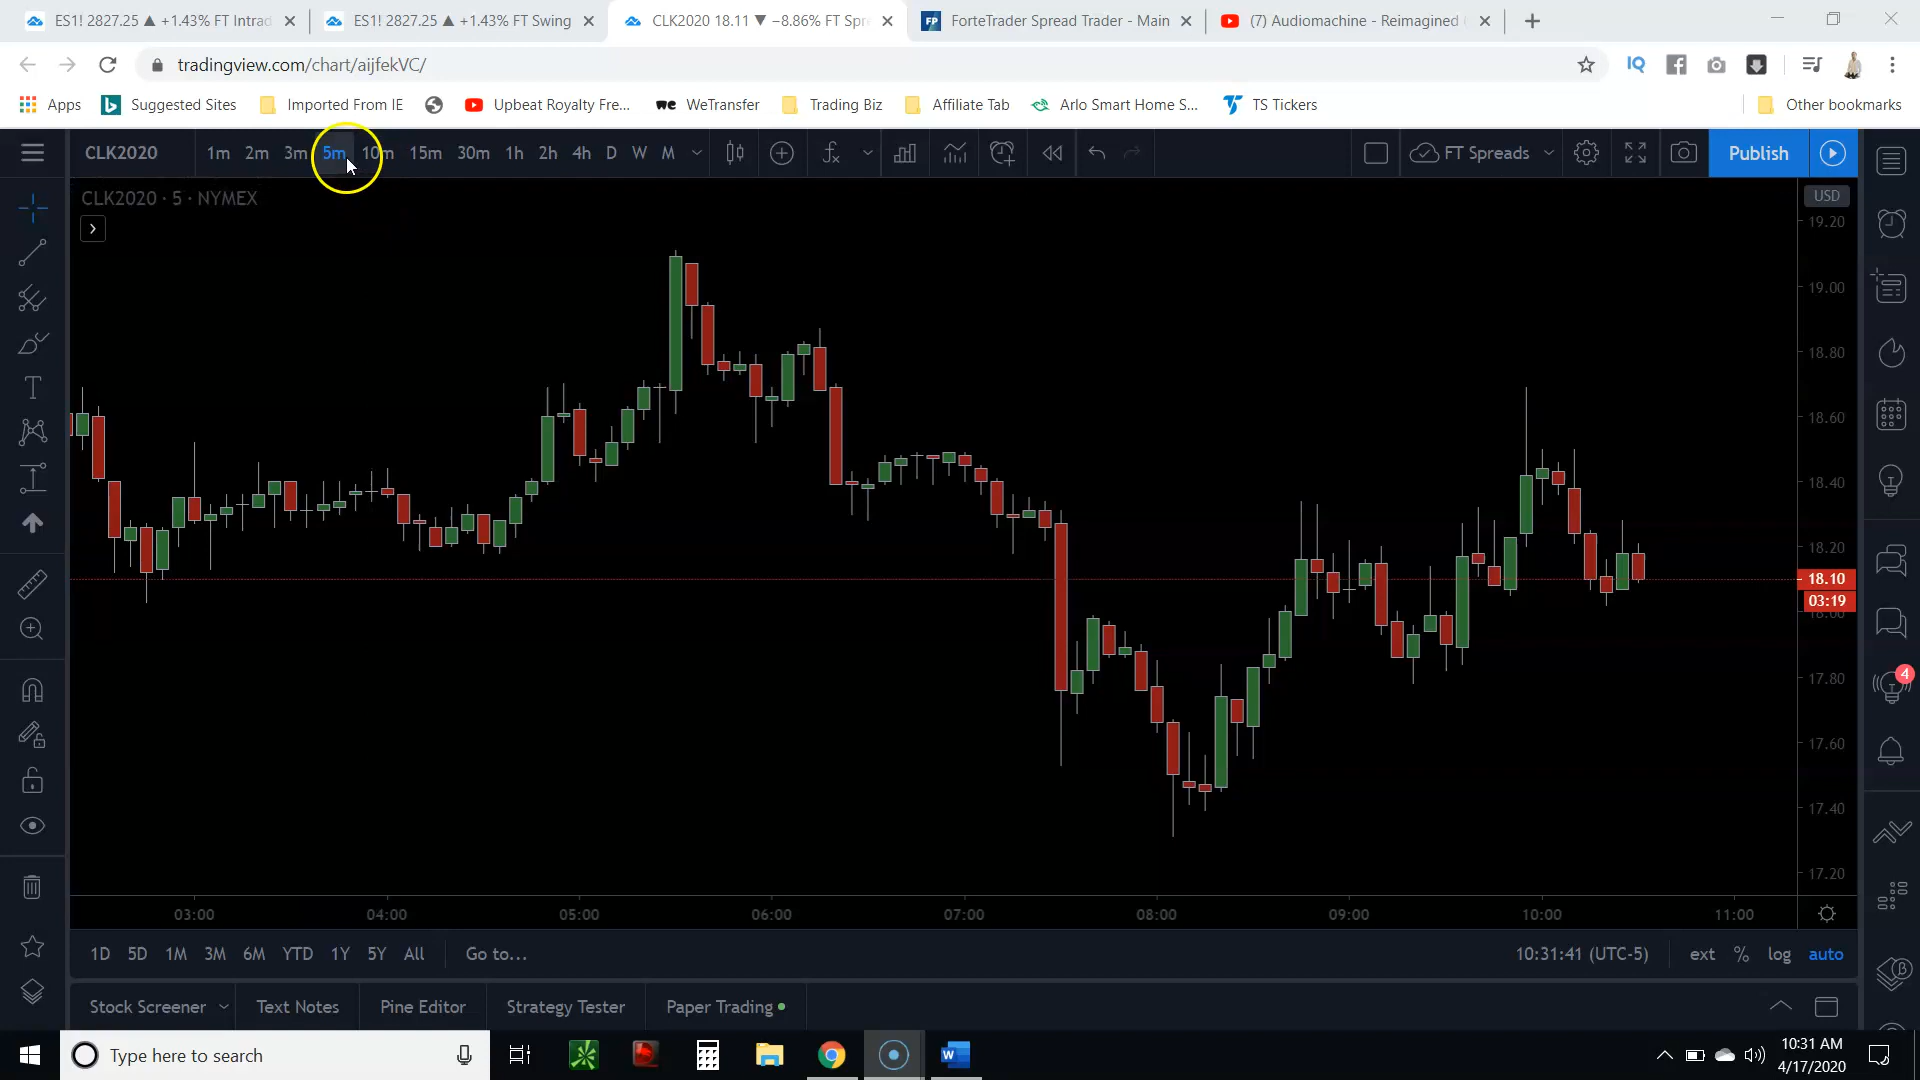 ES1! 2827.25 ▲ +1.43% FT Intrad
ES1! 2827.25 ▲ +1.43% FT Swing
CLK2020 18.11 ▼ −8.86% FT Spr
FP ForteTrader Spread Trader - Main
(7) Audiomachine - Reimagined
tradingview.com/chart/aijfekVC/
IQ
Apps
Suggested Sites
Imported From IE
Upbeat Royalty Fre...
we WeTransfer
Trading Biz
Affiliate Tab
Arlo Smart Home S...
TS Tickers
Other bookmarks
CLK2020
1m 2m 3m 5m 10m 15m 30m 1h 2h 4h D W M
FT Spreads
Publish
CLK2020 · 5 · NYMEX
USD
19.20
19.00
18.80
18.60
18.40
18.20
18.10
03:19
18.00
17.80
17.60
17.40
17.20
4
03:00 04:00 05:00 06:00 07:00 08:00 09:00 10:00 11:00
1D 5D 1M 3M 6M YTD 1Y 5Y All Go to...
10:31:41 (UTC-5) ext % log auto
Stock Screener Text Notes Pine Editor Strategy Tester Paper Trading
Type here to search
10:31 AM
4/17/2020